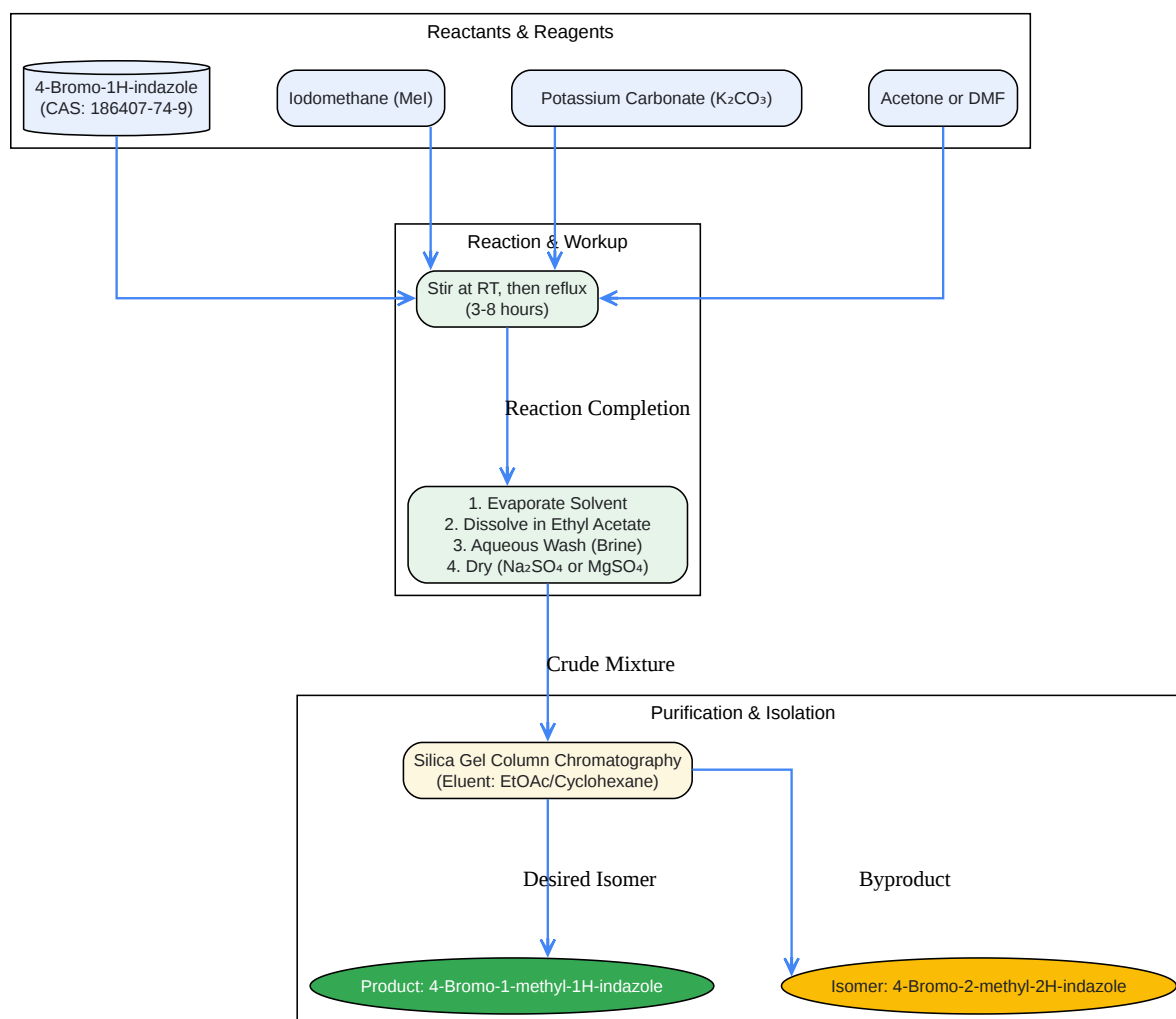 Reactants & Reagents
4-Bromo-1H-indazole
(CAS: 186407-74-9)
Iodomethane (MeI)
Potassium Carbonate (K₂CO₃)
Acetone or DMF
Reaction & Workup
Stir at RT, then reflux
(3-8 hours)
Reaction Completion
1. Evaporate Solvent
2. Dissolve in Ethyl Acetate
3. Aqueous Wash (Brine)
4. Dry (Na₂SO₄ or MgSO₄)
Crude Mixture
Purification & Isolation
Silica Gel Column Chromatography
(Eluent: EtOAc/Cyclohexane)
Desired Isomer
Byproduct
Product: 4-Bromo-1-methyl-1H-indazole
Isomer: 4-Bromo-2-methyl-2H-indazole